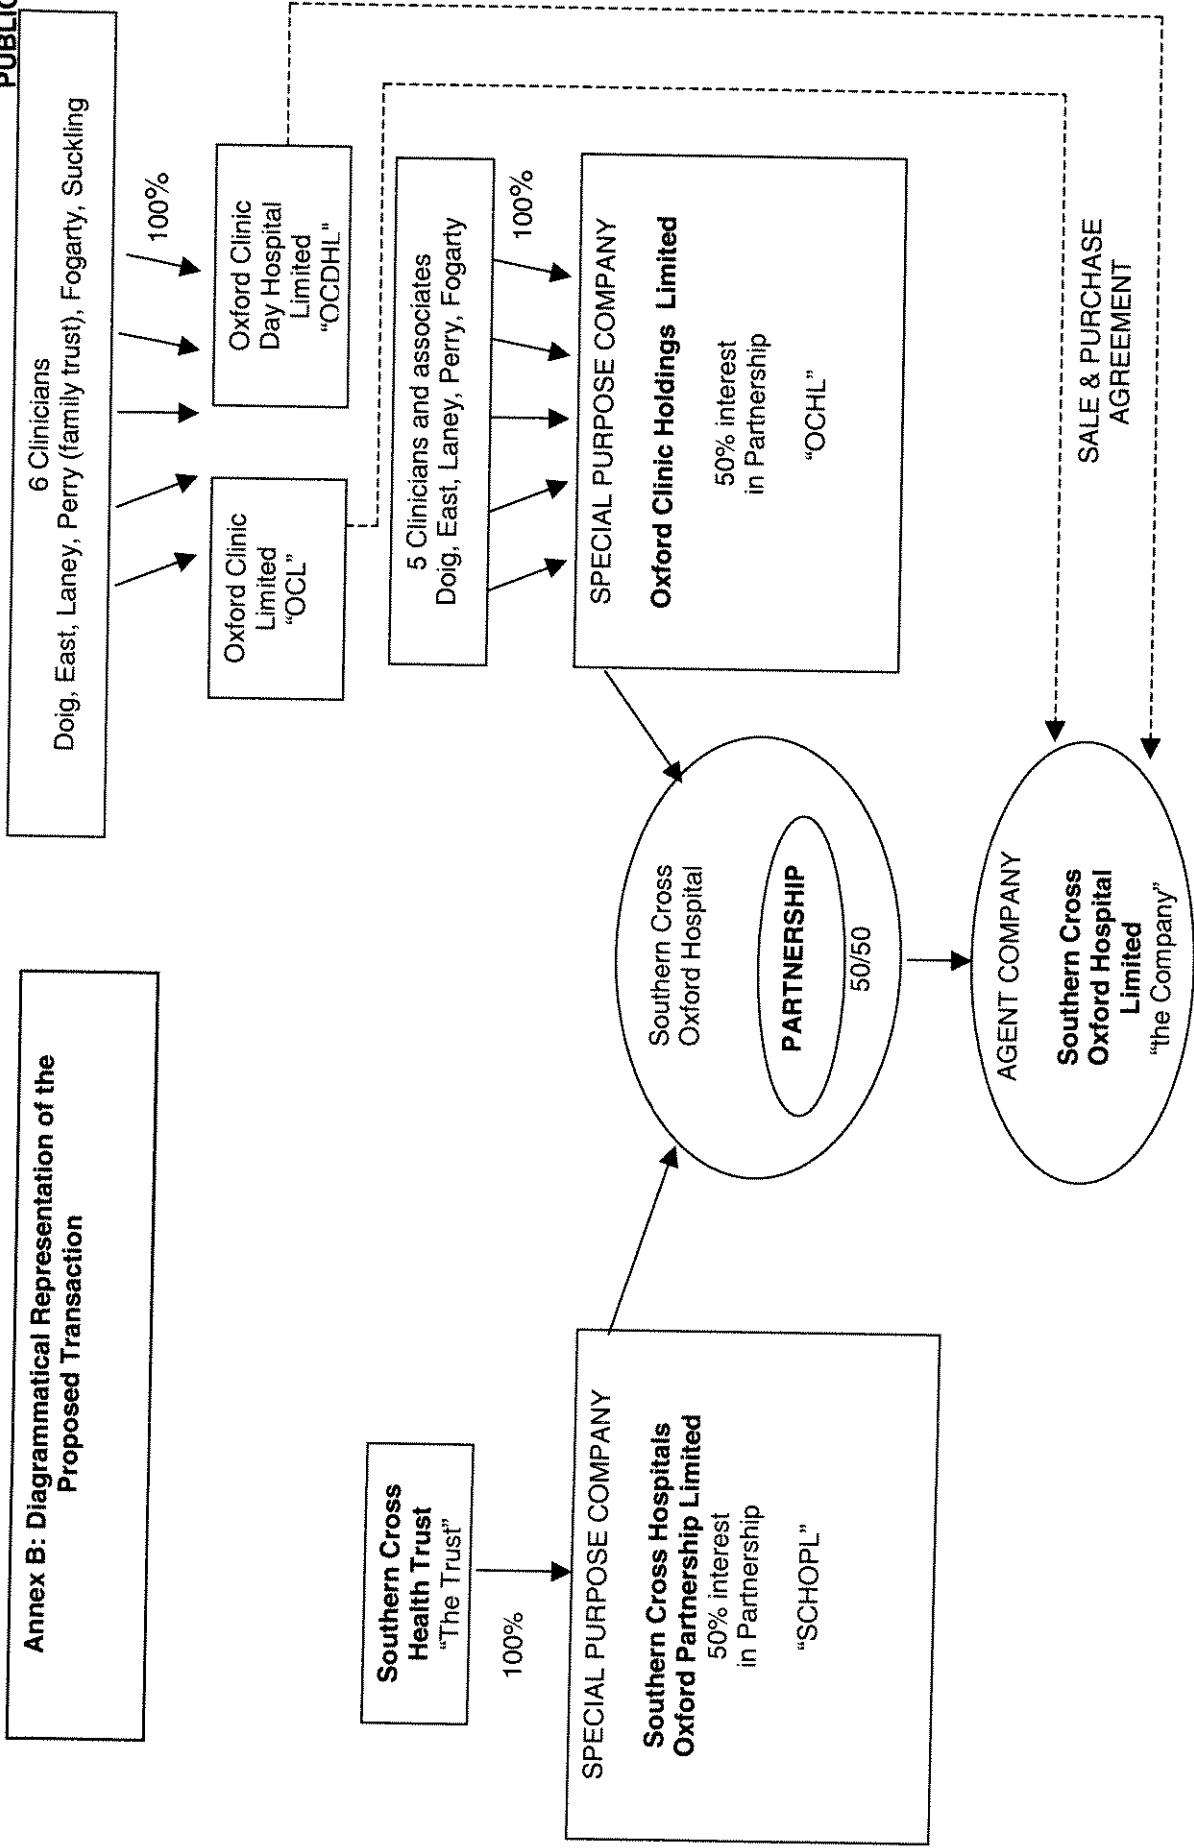 PUBLIC
Annex B: Diagrammatical Representation of the
Proposed Transaction
6 Clinicians
Doig, East, Laney, Perry (family trust), Fogarty, Suckling
100%
Oxford Clinic
Limited
“OCL”
Oxford Clinic
Day Hospital
Limited
“OCDHL”
5 Clinicians and associates
Doig, East, Laney, Perry, Fogarty
100%
Southern Cross
Health Trust
“The Trust”
100%
SPECIAL PURPOSE COMPANY
Southern Cross Hospitals
Oxford Partnership Limited
50% interest
in Partnership
“SCHOPL”
SPECIAL PURPOSE COMPANY
Oxford Clinic Holdings Limited
50% interest
in Partnership
“OCHL”
Southern Cross
Oxford Hospital
PARTNERSHIP
50/50
AGENT COMPANY
Southern Cross
Oxford Hospital
Limited
“the Company”
SALE & PURCHASE
AGREEMENT